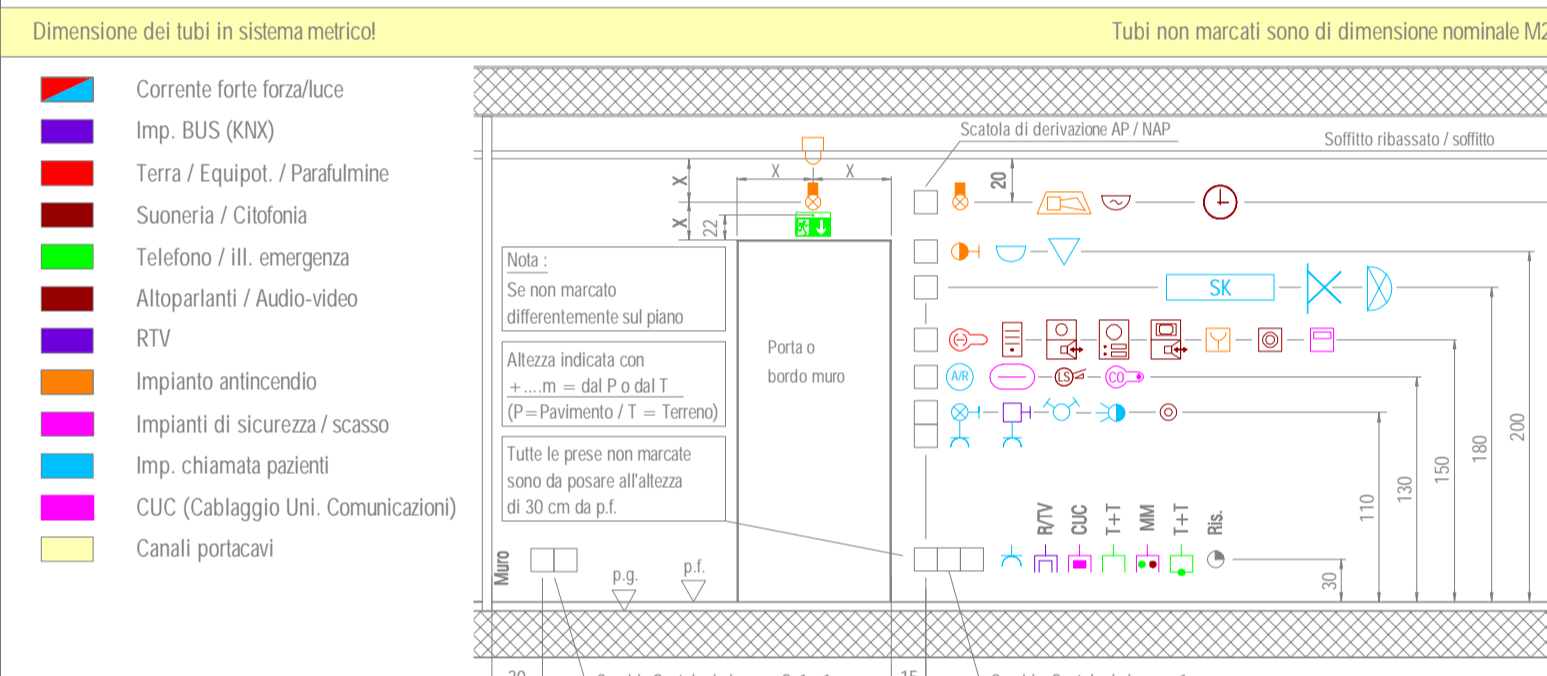 Dimensione dei tubi in sistema metrico!
Tubi non marcati sono di dimensione nominale
Corrente forte forza/luce
Imp. BUS (KNX)
Terra / Equipot. / Parafulmine
Suoneria / Citofonia
Telefono / ill. emergenza
Altoparlanti / Audio-video
RTV
Impianto antincendio
Impianti di sicurezza / scasso
Imp. chiamata pazienti
CUC (Cablaggio Uni. Comunicazioni)
Canali portacavi
Scatola di derivazione AP / NAP
Soffitto ribassato / soffitto
X
X
X
X
22
20
Nota :
Se non marcato
differentemente sul piano
Altezza indicata con
+....m = dal P o dal T
(P=Pavimento / T = Terreno)
Tutte le prese non marcate
sono da posare all'altezza
di 30 cm da p.f.
Porta o
bordo muro
SK
A/R
LS
CO
R/TV
CUC
T+T
MM
T+T
Ris.
Muro
p.g.
p.f.
30
110
130
150
180
200